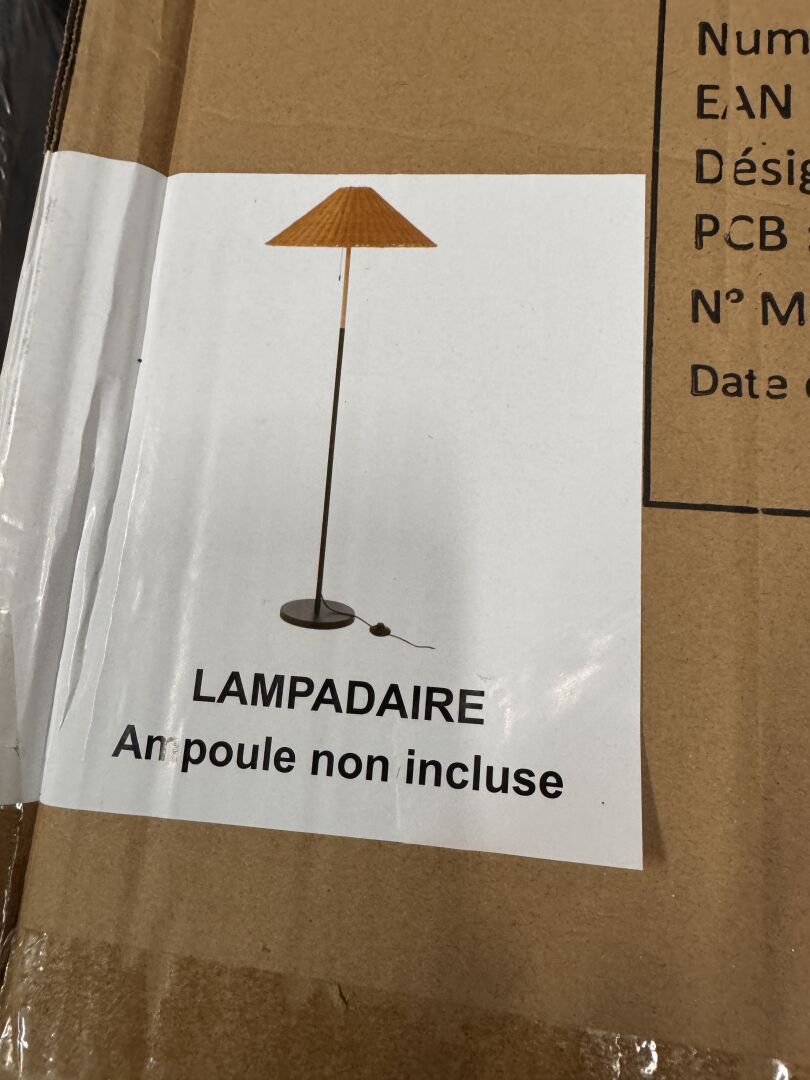 Num
EAN
Désig
PCB :
N° M
Date
LAMPADAIRE
Ampoule non incluse